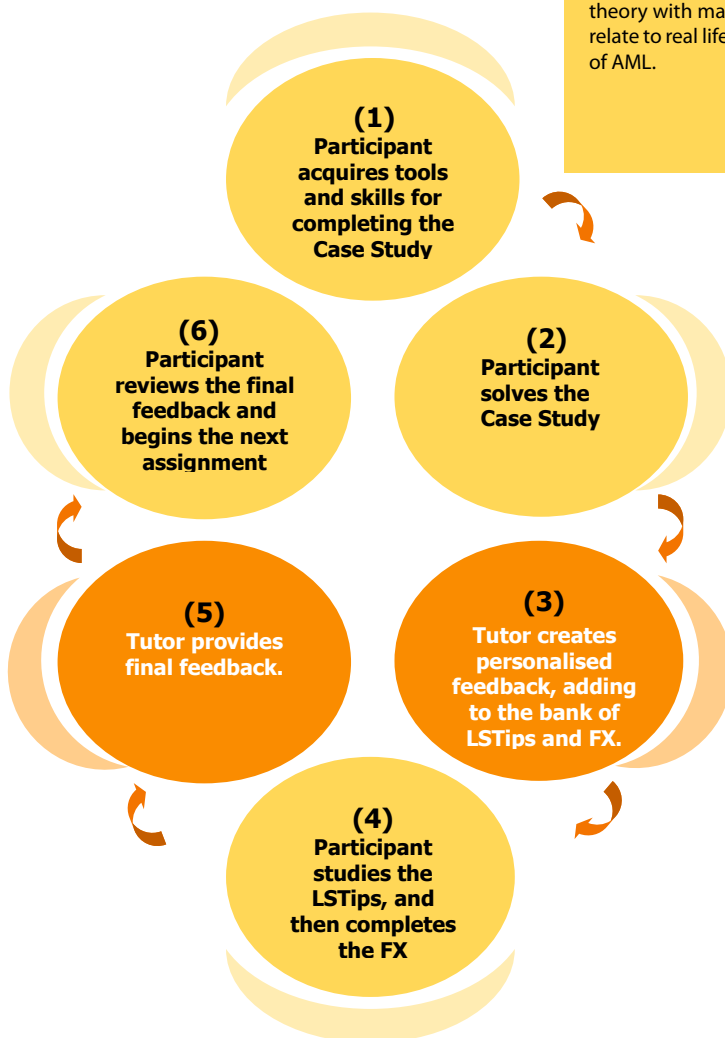 theory with ma
relate to real life
of AML.
(1)
Participant
acquires tools
and skills for
completing the
Case Study
(2)
Participant
solves the
Case Study
(3)
Tutor creates
personalised
feedback, adding
to the bank of
LSTips and FX.
(4)
Participant
studies the
LSTips, and
then completes
the FX
(5)
Tutor provides
final feedback.
(6)
Participant
reviews the final
feedback and
begins the next
assignment